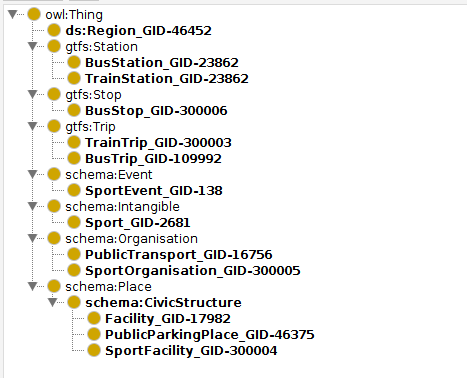 owl:Thing
ds:Region_GID-46452
gtfs:Station
BusStation_GID-23862
TrainStation_GID-23862
gtfs:Stop
BusStop_GID-300006
gtfs:Trip
TrainTrip_GID-300003
BusTrip_GID-109992
schema:Event
SportEvent_GID-138
schema:Intangible
Sport_GID-2681
schema:Organisation
PublicTransport_GID-16756
SportOrganisation_GID-300005
schema:Place
schema:CivicStructure
Facility_GID-17982
PublicParkingPlace_GID-46375
SportFacility_GID-300004